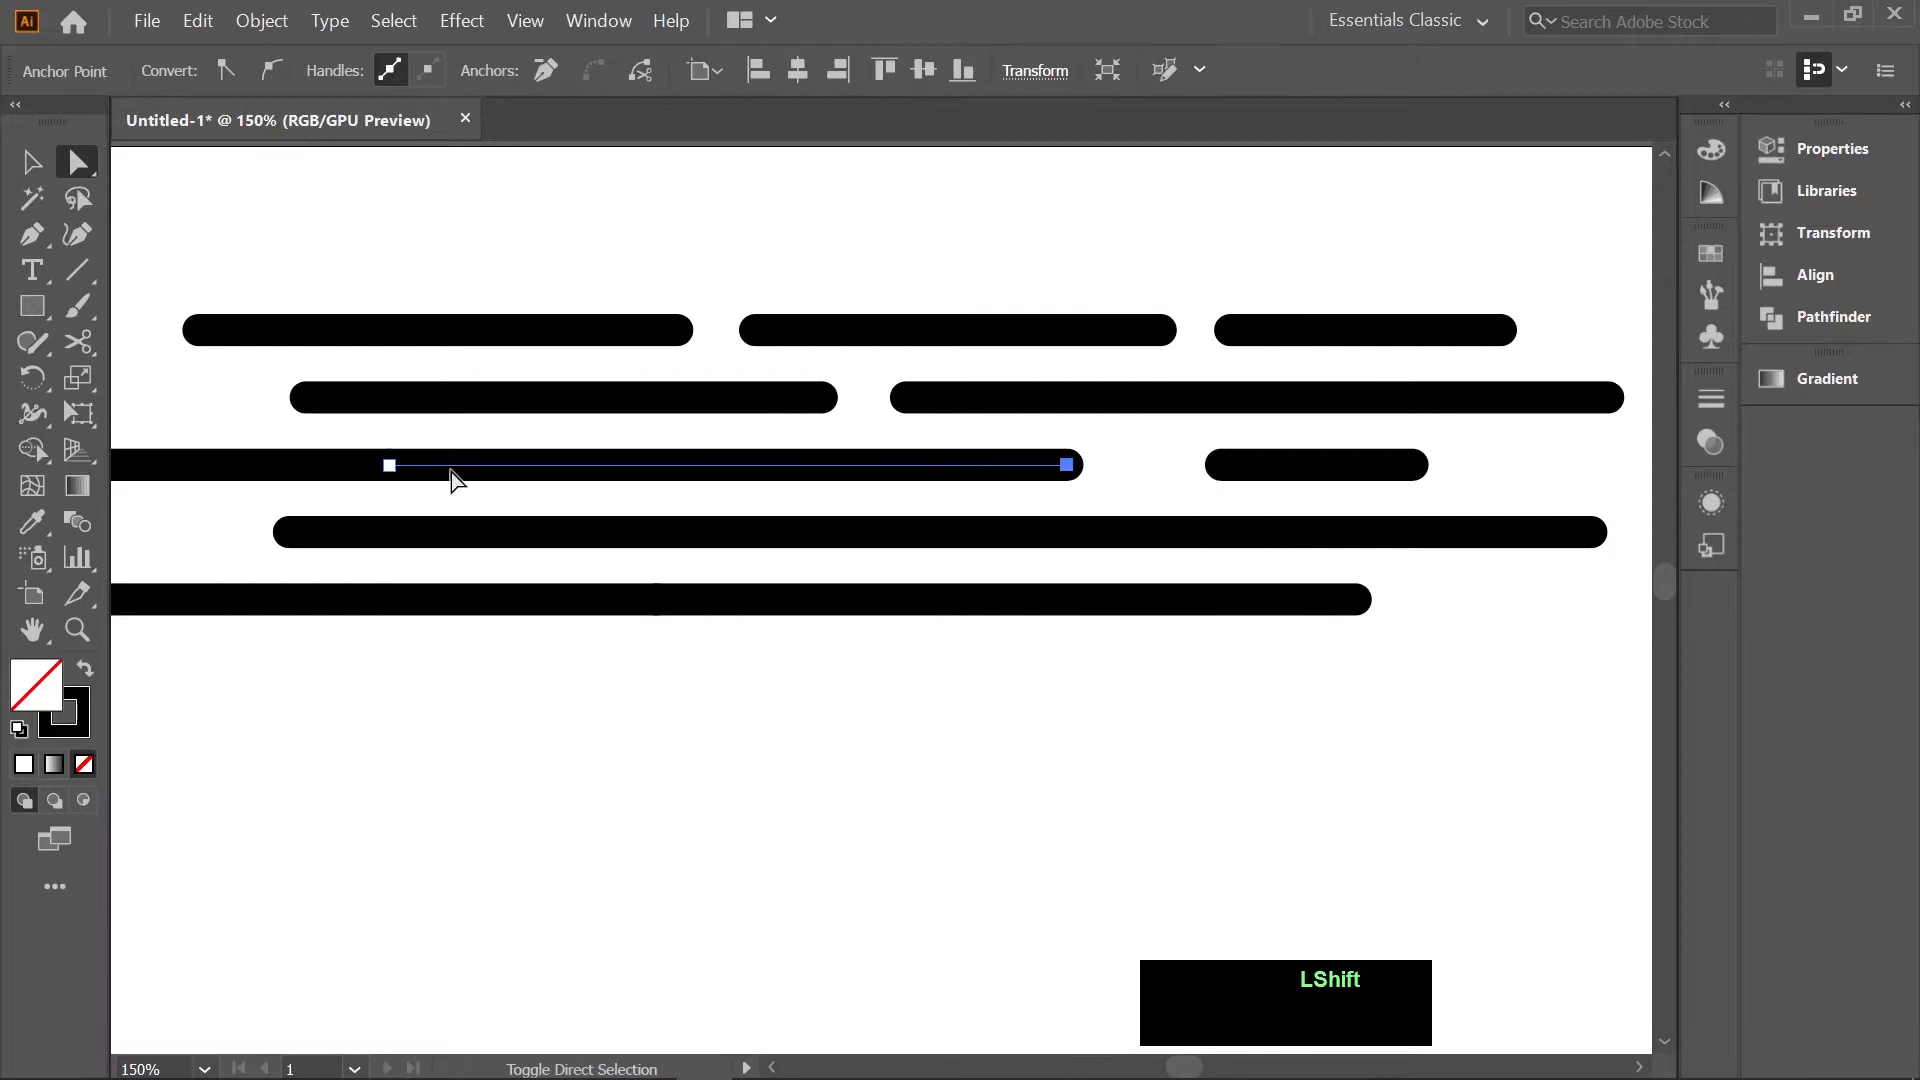 Ai File Edit Object Type Select Effect View Window Help Essentials Classic Search Adobe Stock
Anchor Point Convert: Handles: Anchors: Transform
Untitled-1* @ 150% (RGB/GPU Preview)
Properties
Libraries
Transform
Align
Pathfinder
Gradient
LShift
150% 1 Toggle Direct Selection